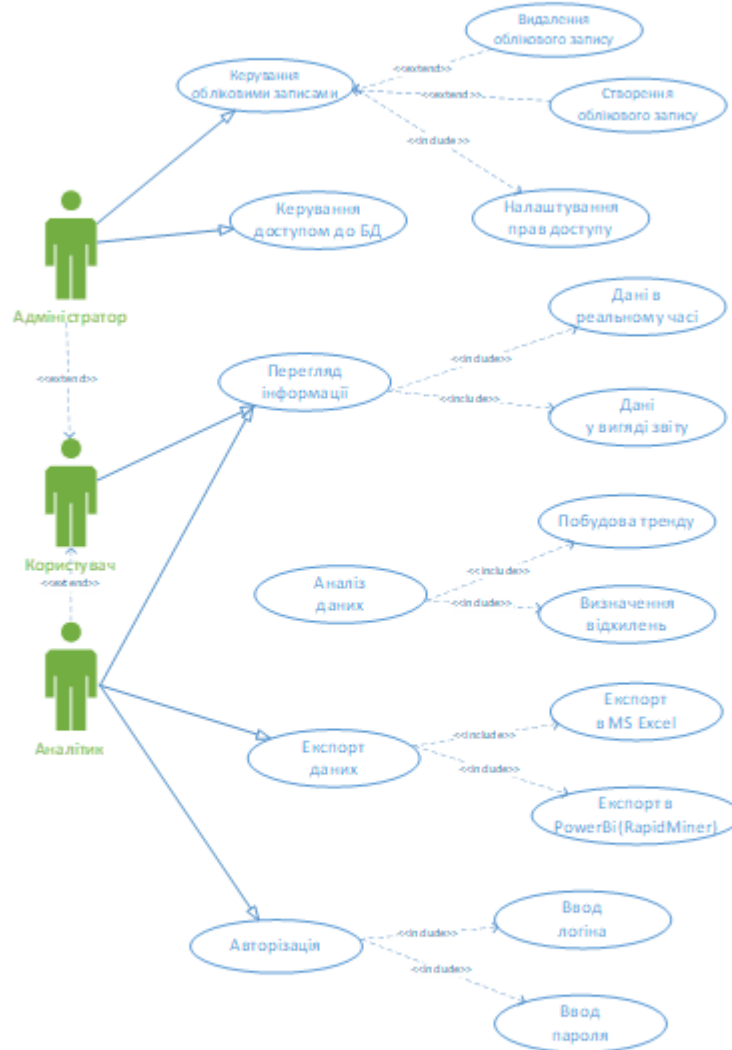 Видалення
облікового запису
<<extend>>
Керування
обліковими записами
<<extend>>
Створення
облікового запису
<<include>>
Керування
доступом до БД
Налаштування
прав доступу
Адміністратор
<<extend>>
Дані в
реальному часі
<<include>>
Перегляд
інформації
<<include>>
Дані
у вигяді звіту
Користувач
<<extend>>
Побудова тренду
<<include>>
Аналіз
даних
<<include>>
Визначення
відхилень
Аналітик
Експорт
в MS Excel
<<include>>
Експорт
даних
<<include>>
Експорт в
PowerBi(RapidMiner)
Ввод
логіна
<<include>>
Авторізація
<<include>>
Ввод
пароля